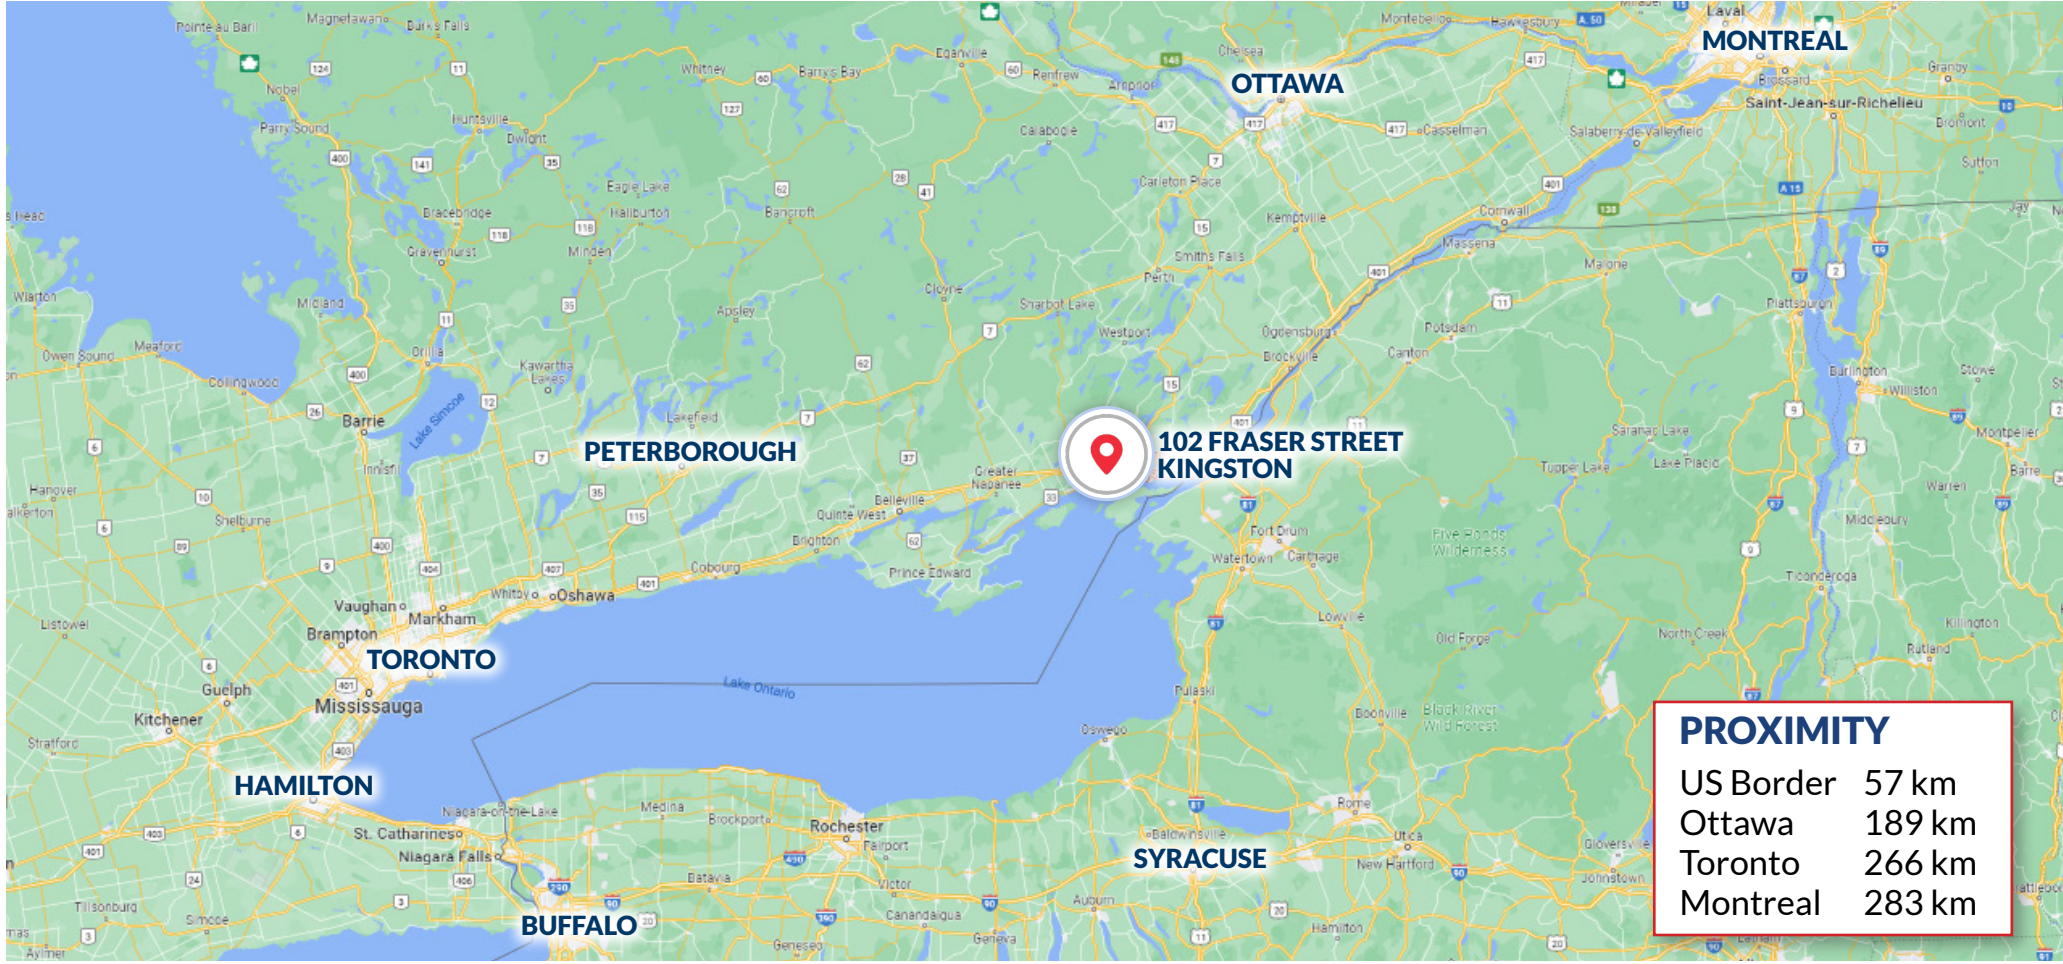 Pointe au Baril
Magnetawan
Burk's Falls
Nobel
Parry Sound
Huntsville
Dwight
Whitney
Barry's Bay
Eganville
Renfrew
Arnprior
Calabogie
Chelsea
OTTAWA
Montebello
Hawkesbury
Laval
MONTREAL
Brossard
Granby
Saint-Jean-sur-Richelieu
Bromont
Sutton
Casselman
Salaberry-de-Valleyfield
Carleton Place
Kemptville
Cornwall
Massena
Malone
Jay
Eagle Lake
Haliburton
Bancroft
Bracebridge
Gravenhurst
Minden
Smiths Falls
Perth
Sharbot Lake
Cloyne
Westport
Apsley
Midland
Orillia
Wiarton
Owen Sound
Meaford
Collingwood
Kawartha
Lakes
Barrie
Lake Simcoe
Innisfil
Lakefield
PETERBOROUGH
Ogdensburg
Brockville
Potsdam
Canton
Plattsburgh
Burlington
Williston
Stowe
Montpelier
Barre
Saranac Lake
Tupper Lake
Lake Placid
Warren
Middlebury
102 FRASER STREET
KINGSTON
Greater
Napanee
Belleville
Quinte West
Brighton
Prince Edward
Cobourg
Hanover
Shelburne
Fort Drum
Watertown
Carthage
Five Ponds
Wilderness
Ticonderoga
Lowville
Old Forge
North Creek
Killington
Rutland
Whitby
Oshawa
Vaughan
Markham
Brampton
TORONTO
Mississauga
Listowel
Guelph
Kitchener
Stratford
Lake Ontario
Pulaski
Oswego
Boonville
Black River
Wild Forest
HAMILTON
Niagara-on-the-Lake
St. Catharines
Niagara Falls
Medina
Brockport
Rochester
Fairport
Batavia
Victor
Canandaigua
Geneva
Geneseo
Auburn
Baldwinsville
SYRACUSE
Rome
Utica
New Hartford
Hamilton
Gloversville
Johnstown
Tillsonburg
Simcoe
Aylmer
BUFFALO
PROXIMITY
US Border 57 km
Ottawa 189 km
Toronto 266 km
Montreal 283 km